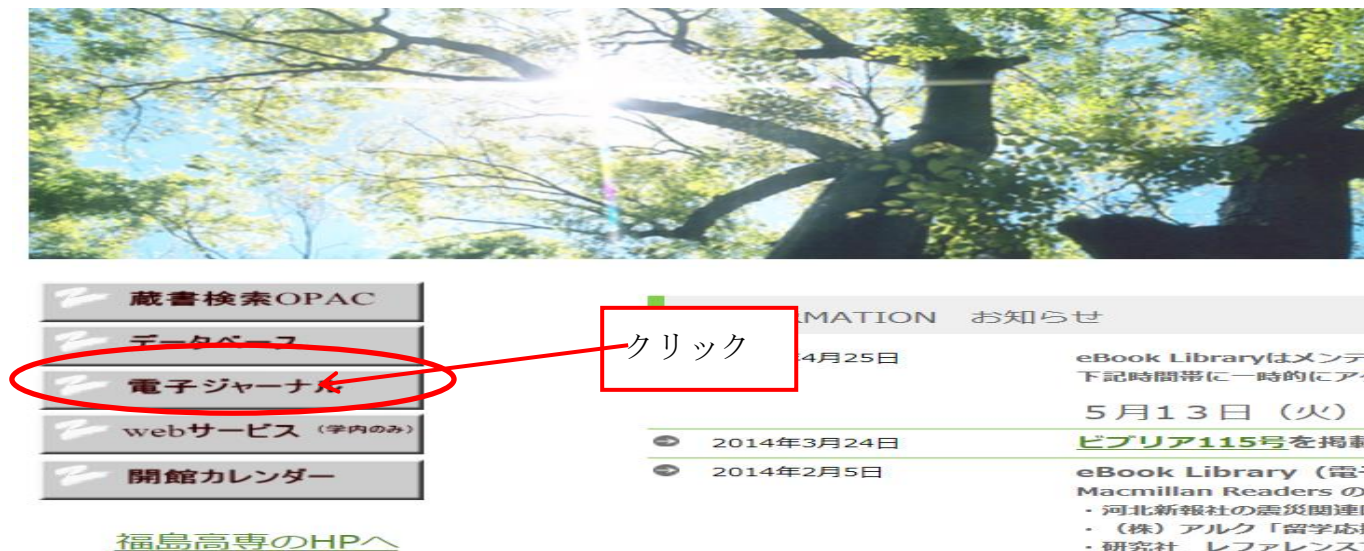 蔵書検索OPAC
データベース
電子ジャーナル
webサービス (学内のみ)
開館カレンダー
福島高専のHPへ
クリック
MATION お知らせ
4月25日
eBook Libraryはメンテ
下記時間帯に一時的にア
5月13日(火)
2014年3月24日
ビブリア115号を掲載
2014年2月5日
eBook Library (電子
Macmillan Readers の
・河北新報社の震災関連
・(株)アルク「留学応
・研究社 レファレンス